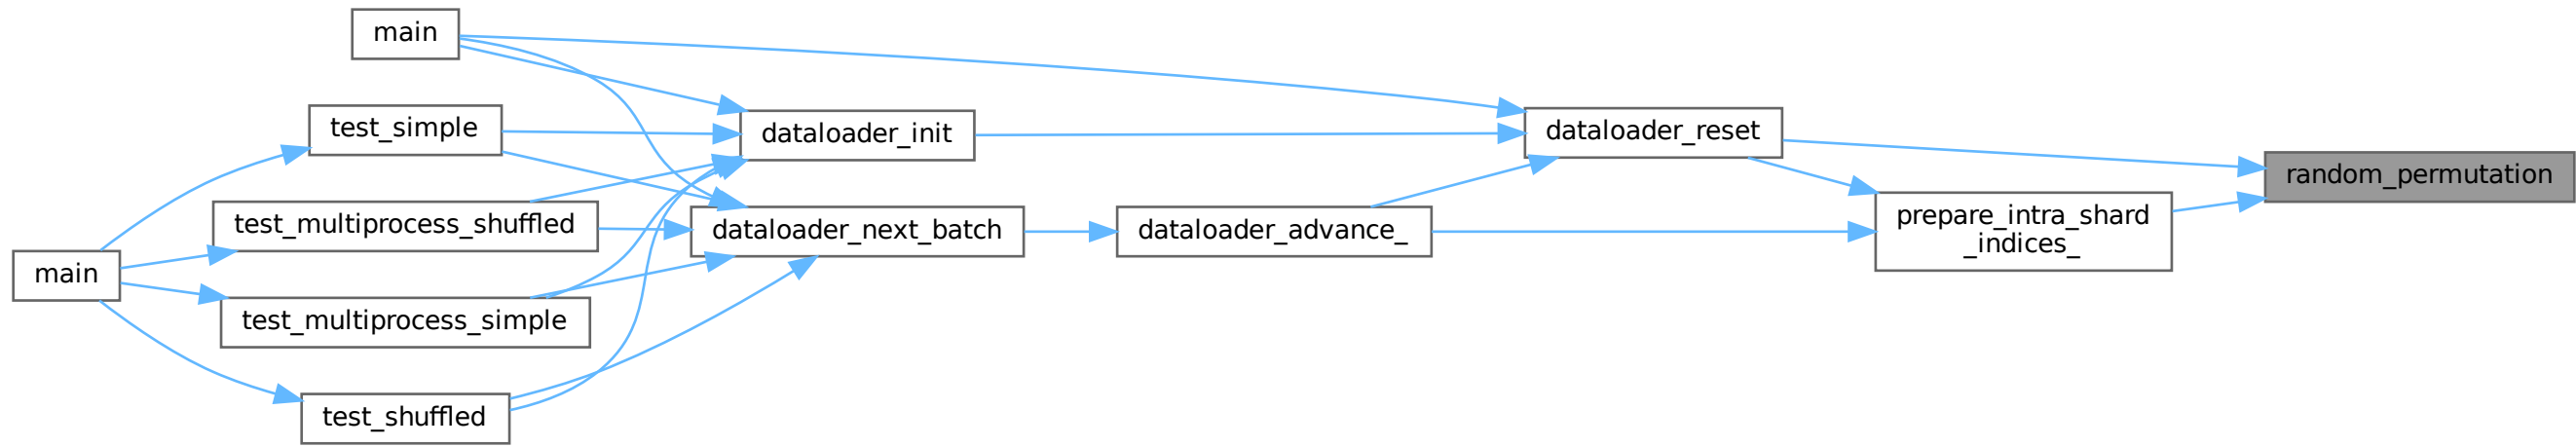 main
test_simple
test_multiprocess_shuffled
main
test_multiprocess_simple
test_shuffled
dataloader_init
dataloader_next_batch
dataloader_advance_
dataloader_reset
prepare_intra_shard
_indices_
random_permutation